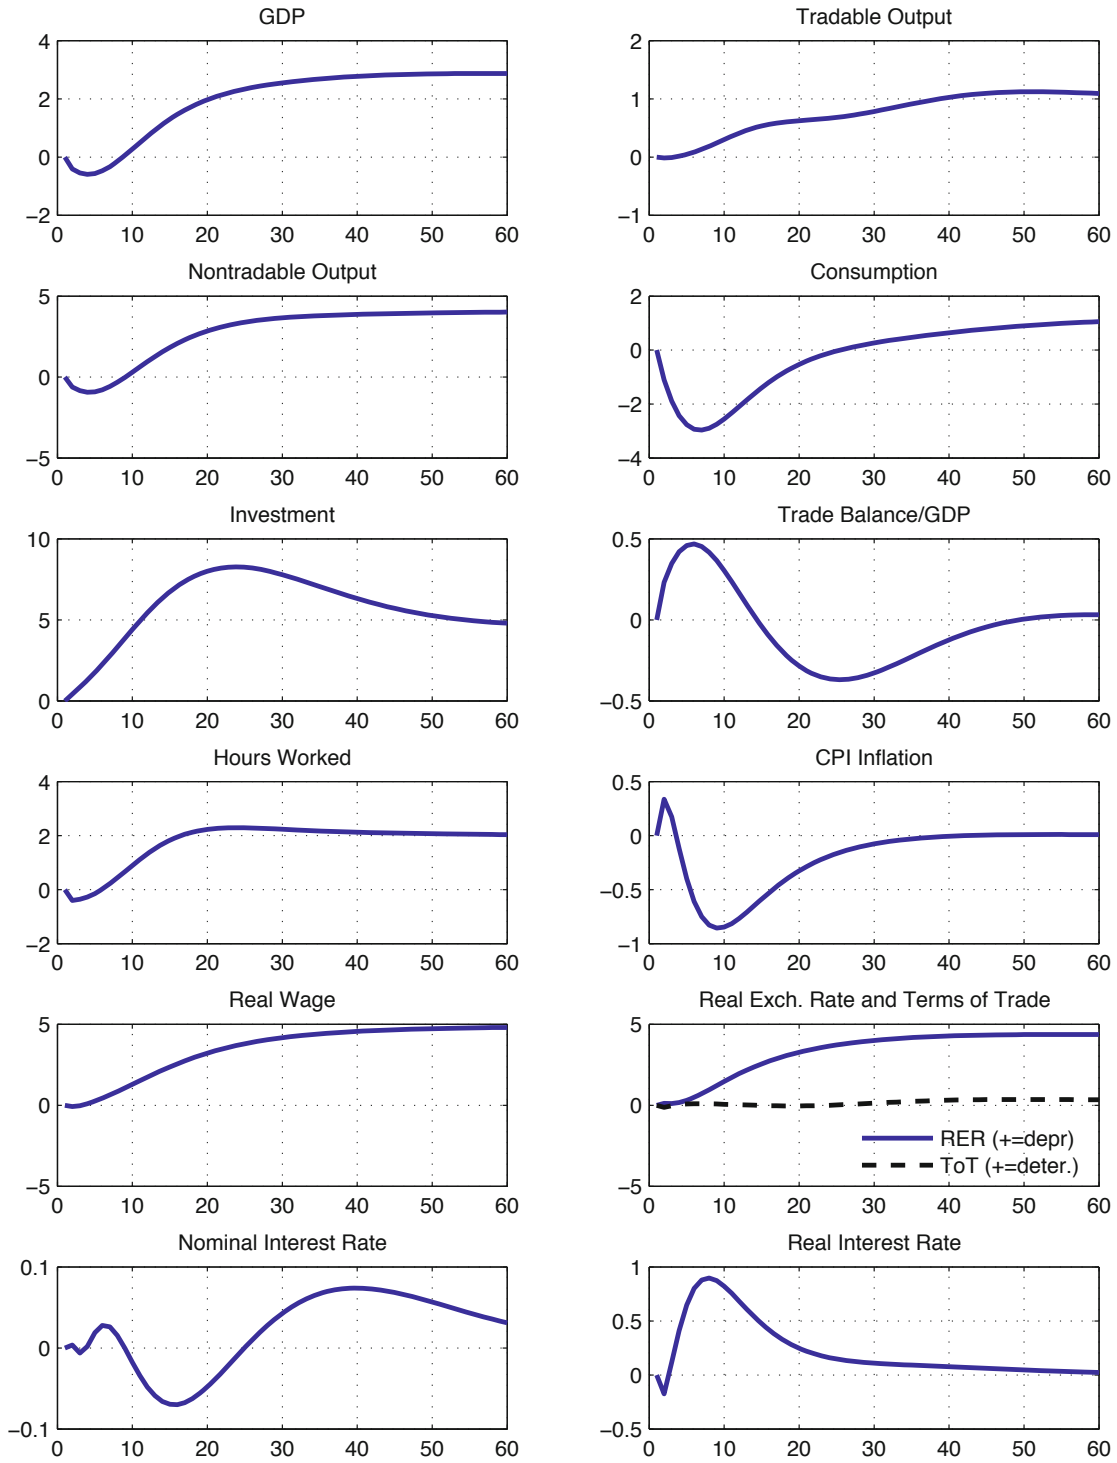 GDP
4
2
0
−2
0 10 20 30 40 50 60
Tradable Output
2
1
0
−1
0 10 20 30 40 50 60
Nontradable Output
5
0
−5
0 10 20 30 40 50 60
Consumption
2
0
−2
−4
0 10 20 30 40 50 60
Investment
10
5
0
0 10 20 30 40 50 60
Trade Balance/GDP
0.5
0
−0.5
0 10 20 30 40 50 60
Hours Worked
4
2
0
−2
0 10 20 30 40 50 60
CPI Inflation
0.5
0
−0.5
−1
0 10 20 30 40 50 60
Real Wage
5
0
−5
0 10 20 30 40 50 60
Real Exch. Rate and Terms of Trade
5
0
−5
RER (+=depr)
ToT (+=deter.)
0 10 20 30 40 50 60
Nominal Interest Rate
0.1
0
−0.1
0 10 20 30 40 50 60
Real Interest Rate
1
0.5
0
−0.5
0 10 20 30 40 50 60